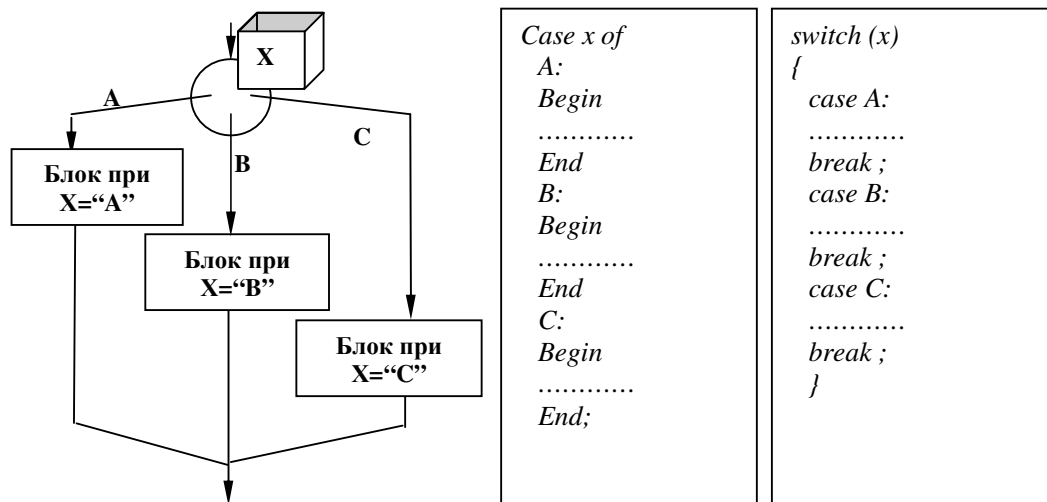 X
A
C
B
Блок при
X=“A”
Блок при
X=“B”
Блок при
X=“C”
Case x of
A:
Begin
…………
End
B:
Begin
…………
End
C:
Begin
…………
End;
switch (x)
{
case A:
…………
break ;
case B:
…………
break ;
case C:
…………
break ;
}